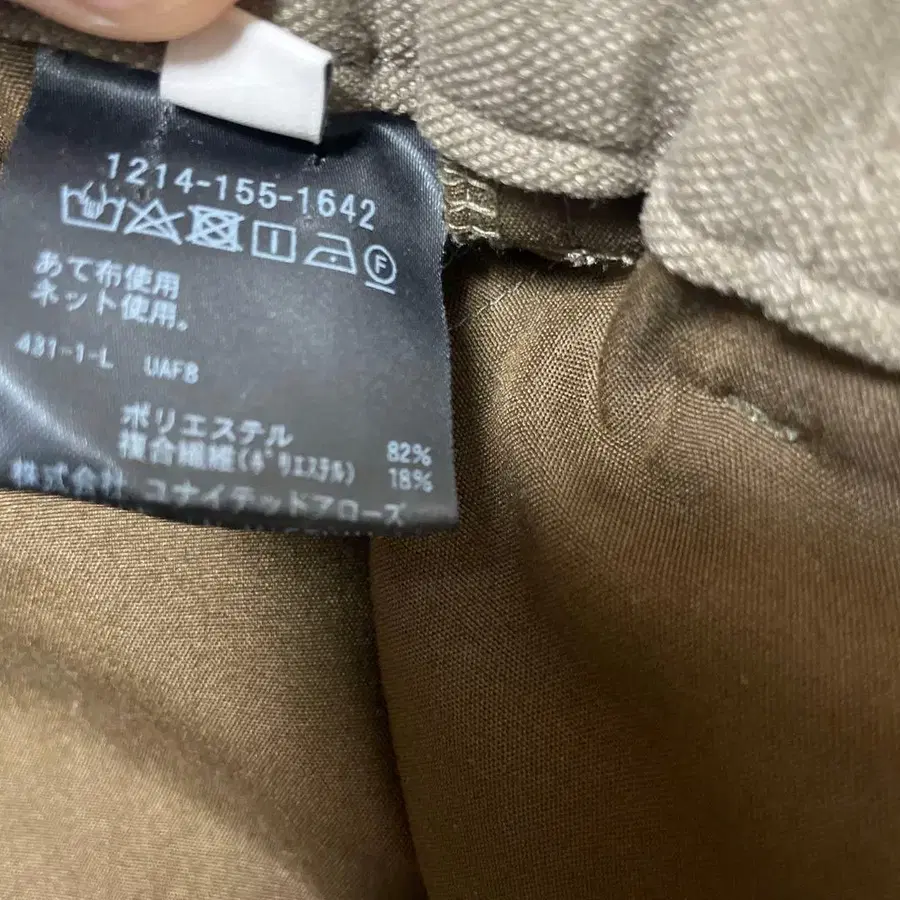 1214-155-1642
F
あて布使用
ネット使用。
431-1-L UAFB
ポリエステル 82%
複合繊維(ポリエステル) 18%
株式会社 ユナイテッドアローズ